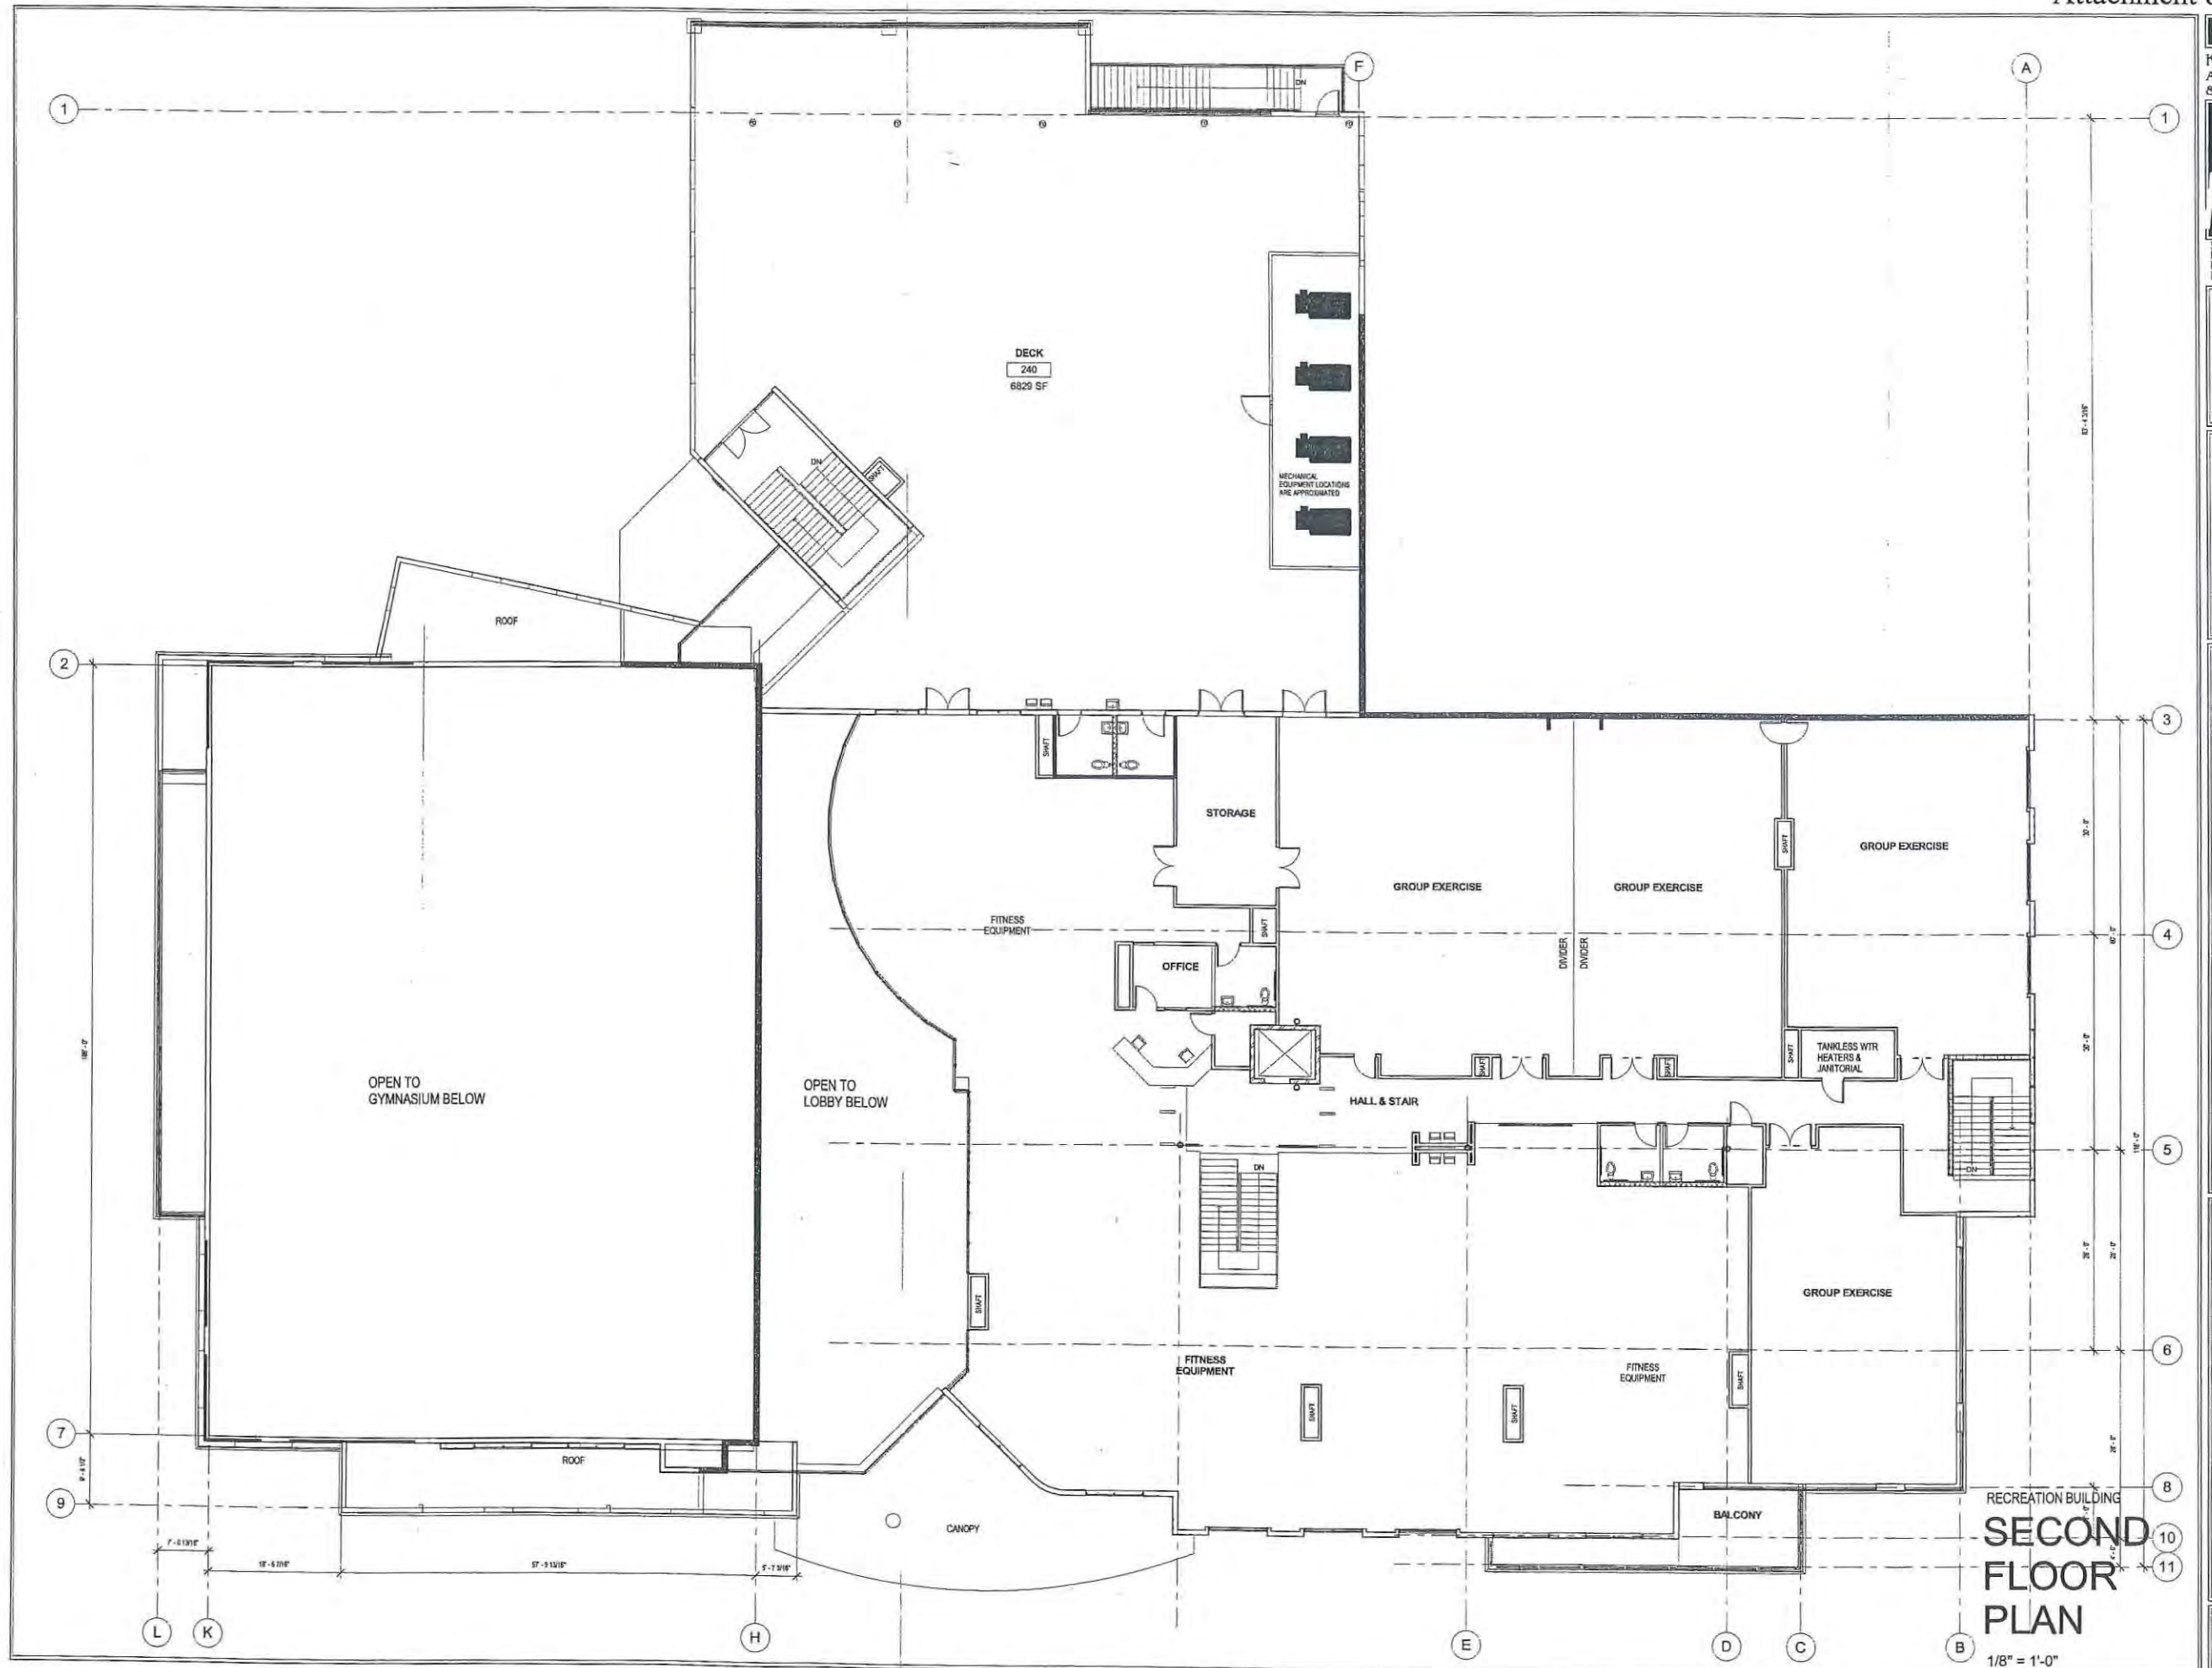 Attachment
F
A
1
1
DN
DECK
240
6829 SF
MECHANICAL
EQUIPMENT LOCATIONS
ARE APPROXIMATED
DN
SHAFT
ROOF
2
3
SHAFT
STORAGE
GROUP EXERCISE
GROUP EXERCISE
GROUP EXERCISE
SHAFT
FITNESS
EQUIPMENT
SHAFT
DIVIDER
DIVIDER
4
OFFICE
OPEN TO
GYMNASIUM BELOW
OPEN TO
LOBBY BELOW
HALL & STAIR
SHAFT
SHAFT
SHAFT
TANKLESS WTR
HEATERS &
JANITORIAL
5
DN
DN
SHAFT
GROUP EXERCISE
6
FITNESS
EQUIPMENT
FITNESS
EQUIPMENT
SHAFT
SHAFT
SHAFT
7
ROOF
8
9
CANOPY
BALCONY
10
11
57'-9 13/16"
L
K
H
E
D
C
B
RECREATION BUILDING
SECOND
FLOOR
PLAN
1/8" = 1'-0"